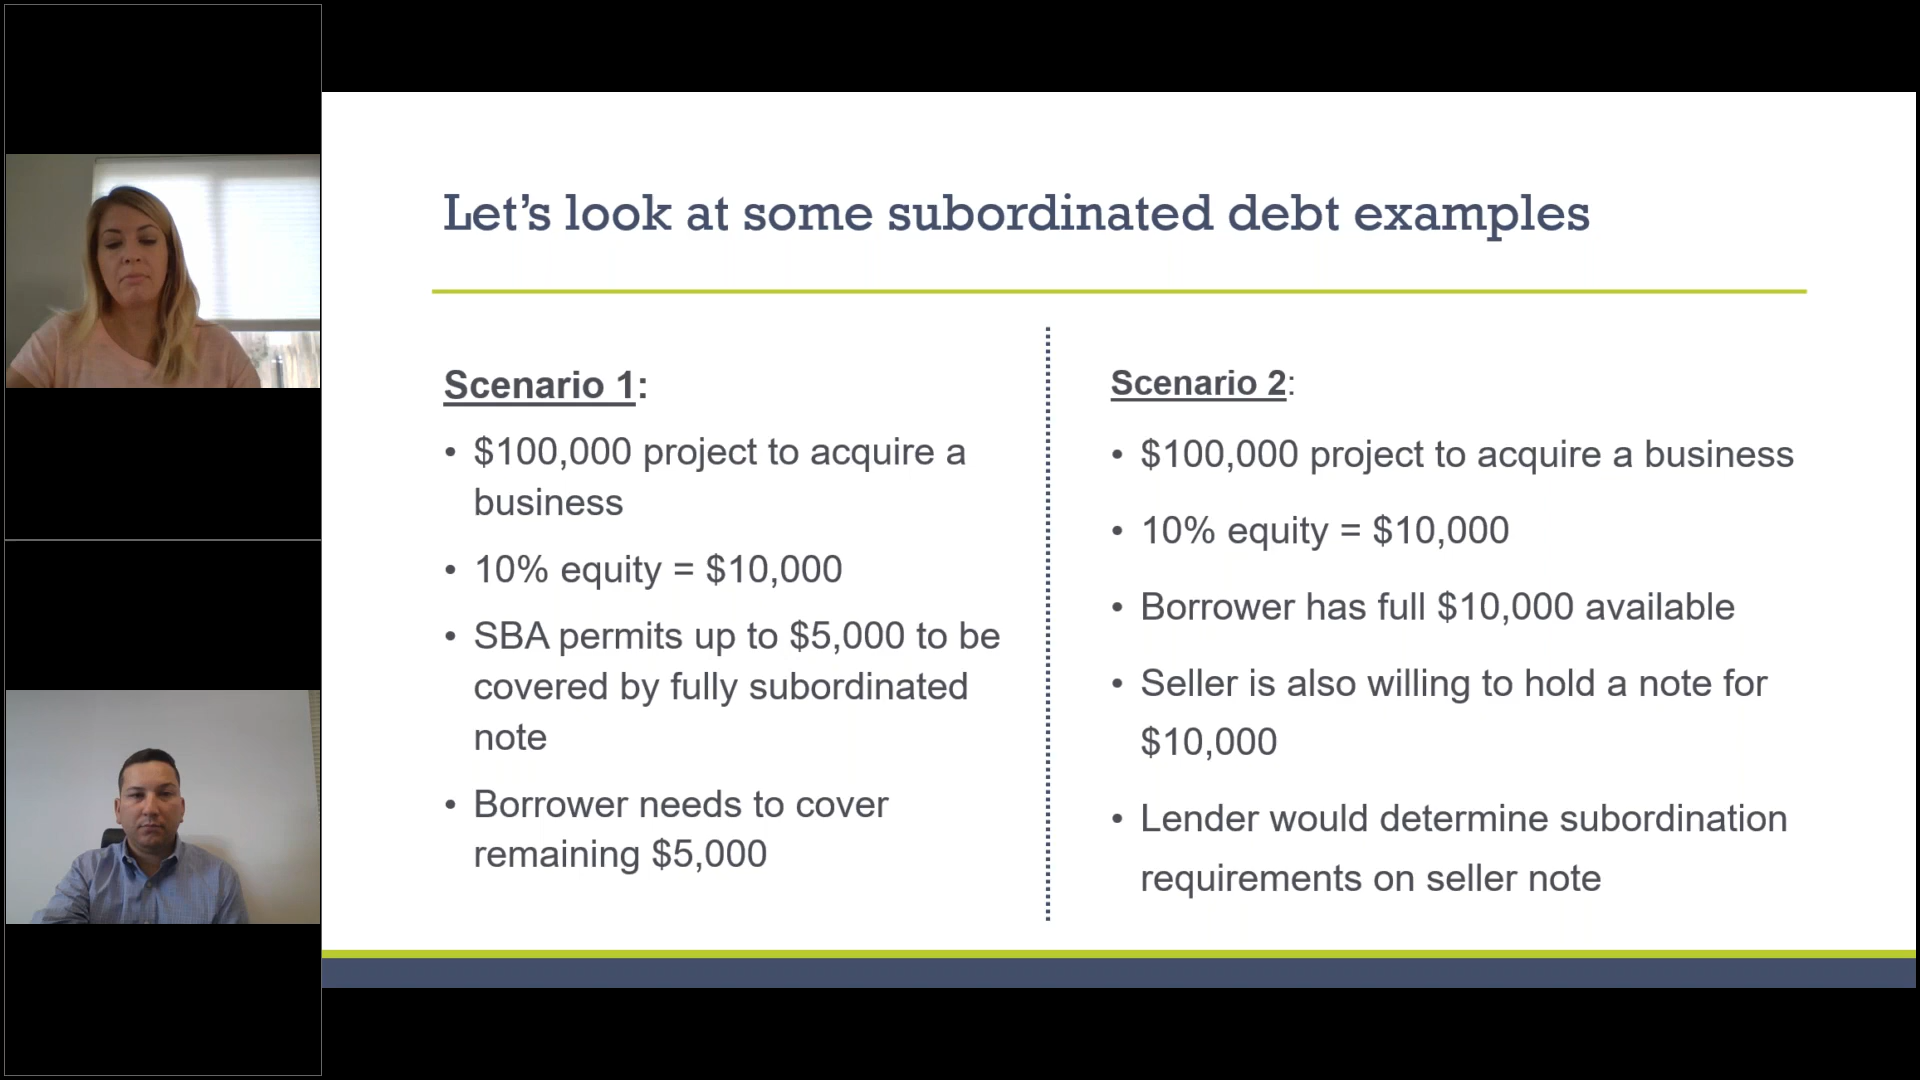 Let’s look at some subordinated debt examples
Scenario 1:
• $100,000 project to acquire a
business
• 10% equity = $10,000
• SBA permits up to $5,000 to be
covered by fully subordinated
note
• Borrower needs to cover
remaining $5,000
Scenario 2:
• $100,000 project to acquire a business
• 10% equity = $10,000
• Borrower has full $10,000 available
• Seller is also willing to hold a note for
$10,000
• Lender would determine subordination
requirements on seller note